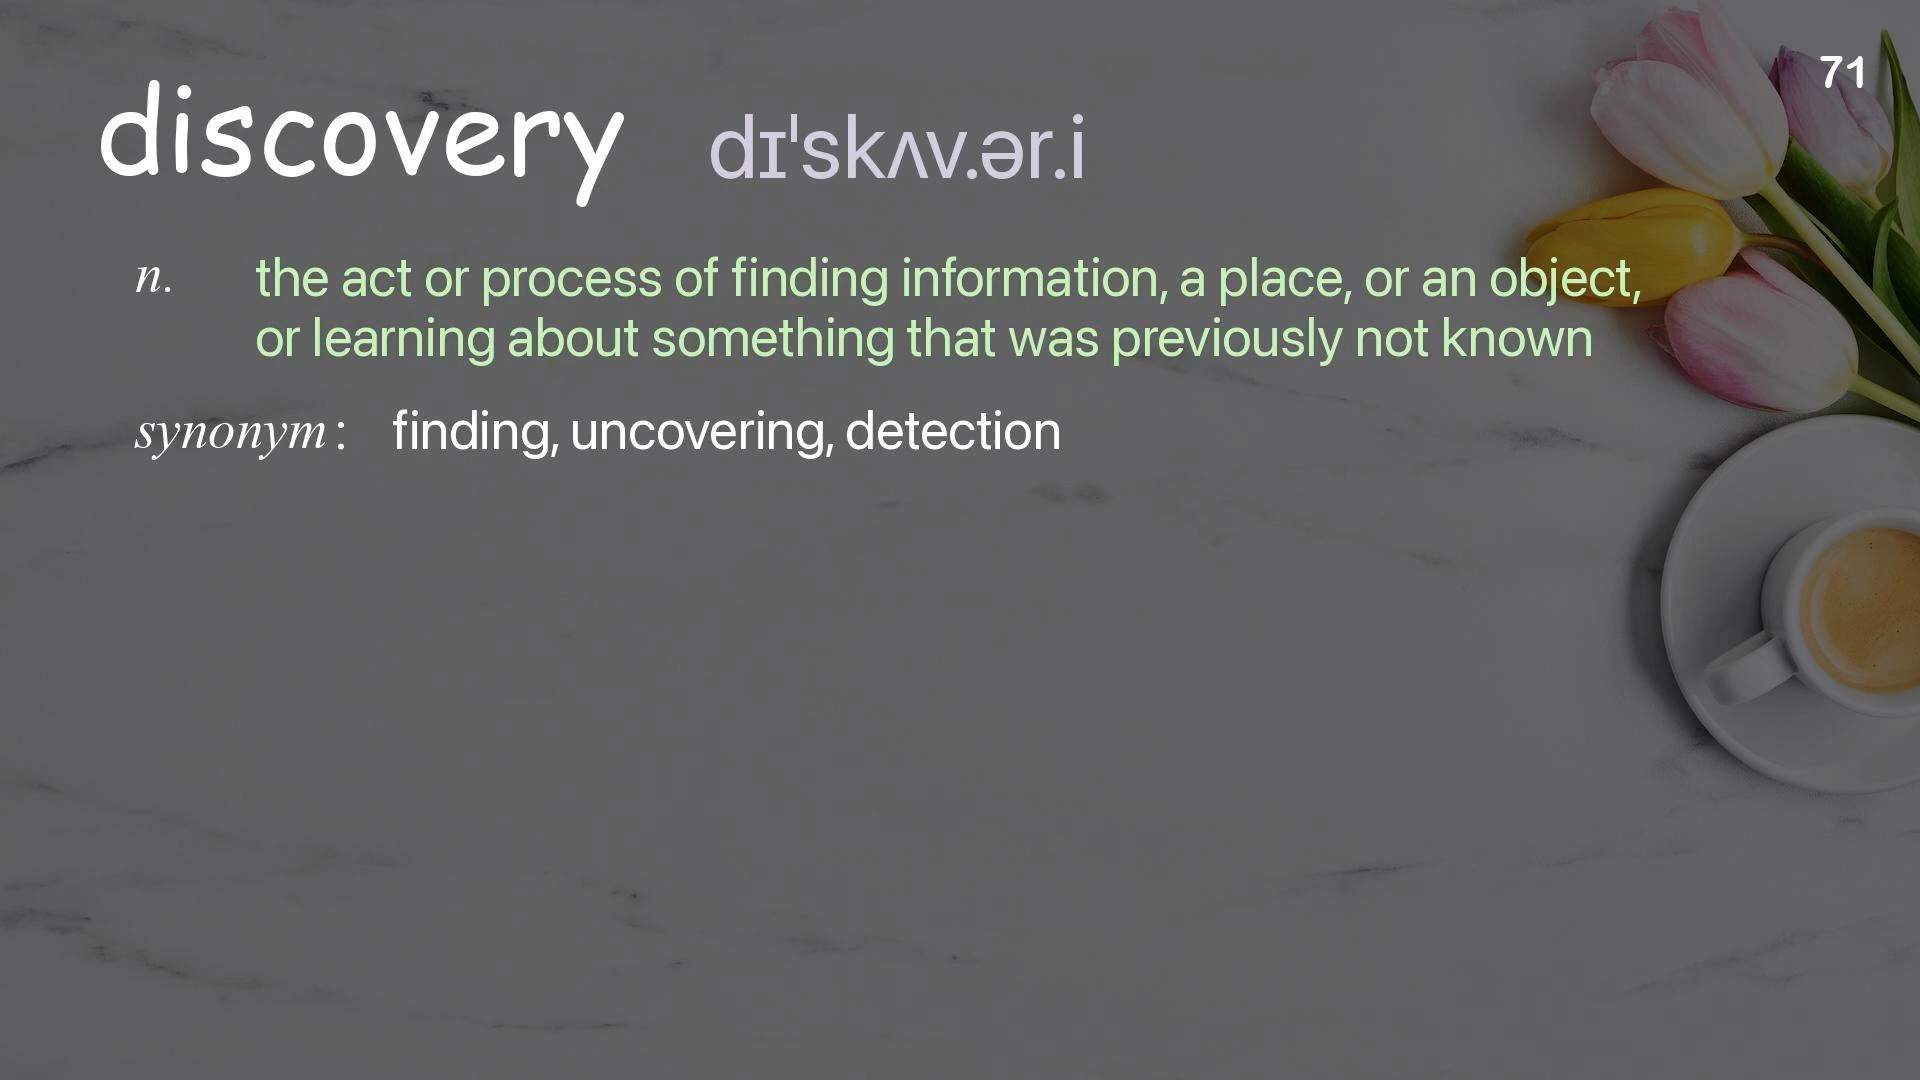 71
discovery dɪˈskʌv.ər.i
n. the act or process of finding information, a place, or an object,
or learning about something that was previously not known
synonym: finding, uncovering, detection